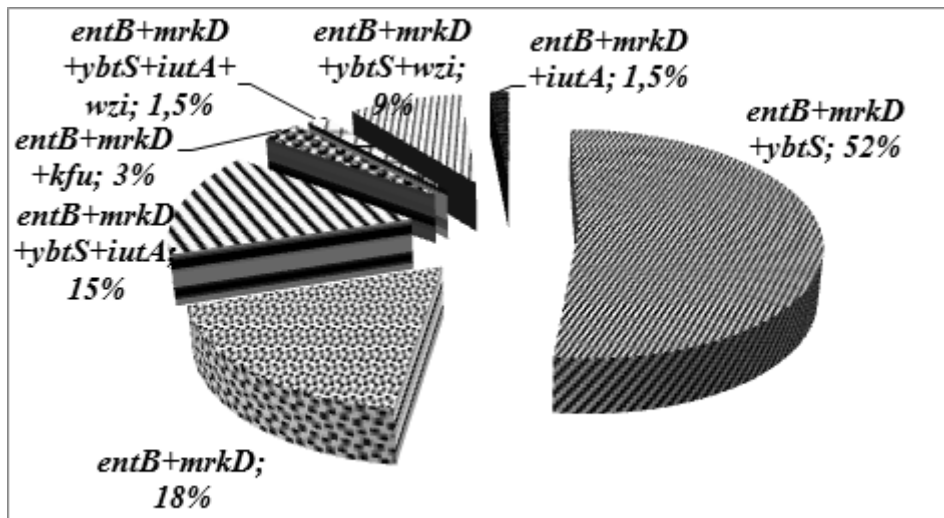 entB+mrkD
+ybtS+iutA+
wzi; 1,5%
entB+mrkD
+ybtS+wzi;
9%
entB+mrkD
+iutA; 1,5%
entB+mrkD
+ybtS; 52%
entB+mrkD
+kfu; 3%
entB+mrkD
+ybtS+iutA;
15%
entB+mrkD;
18%